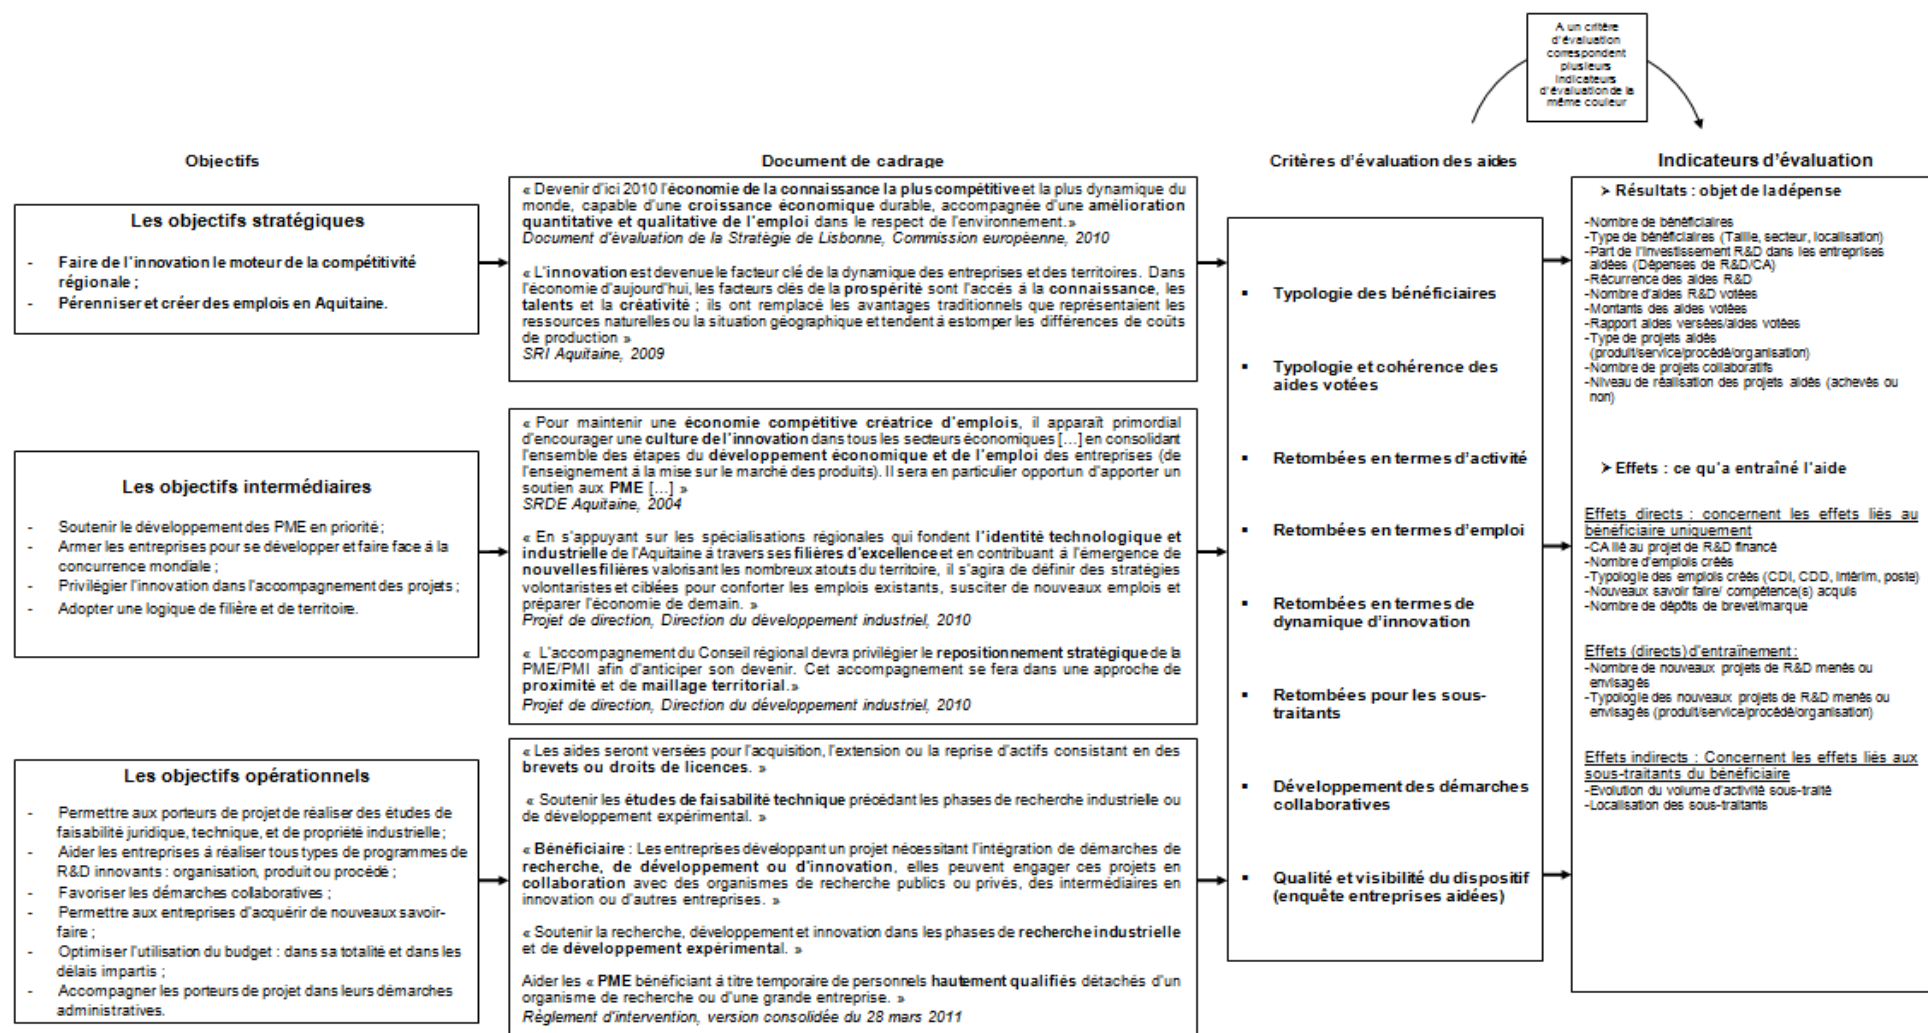 A un critère
d'évaluation
correspondent
plusieurs
indicateurs
d'évaluation de la
même couleur
Objectifs
Les objectifs stratégiques
- Faire de l'innovation le moteur de la compétitivité
régionale ;
- Pérenniser et créer des emplois en Aquitaine.
Les objectifs intermédiaires
- Soutenir le développement des PME en priorité ;
- Armer les entreprises pour se développer et faire face à la
concurrence mondiale ;
- Privilégier l'innovation dans l'accompagnement des projets ;
- Adopter une logique de filière et de territoire.
Les objectifs opérationnels
- Permettre aux porteurs de projet de réaliser des études de
faisabilité juridique, technique, et de propriété industrielle ;
- Aider les entreprises à réaliser tous types de programmes de
R&D innovants : organisation, produit ou procédé ;
- Favoriser les démarches collaboratives ;
- Permettre aux entreprises d'acquérir de nouveaux savoir-
faire ;
- Optimiser l'utilisation du budget : dans sa totalité et dans les
délais impartis ;
- Accompagner les porteurs de projet dans leurs démarches
administratives.
Document de cadrage
« Devenir d'ici 2010 l'économie de la connaissance la plus compétitive et la plus dynamique du
monde, capable d'une croissance économique durable, accompagnée d'une amélioration
quantitative et qualitative de l'emploi dans le respect de l'environnement. »
Document d'évaluation de la Stratégie de Lisbonne, Commission européenne, 2010
« L'innovation est devenue le facteur clé de la dynamique des entreprises et des territoires. Dans
l'économie d'aujourd'hui, les facteurs clés de la prospérité sont l'accès à la connaissance, les
talents et la créativité ; ils ont remplacé les avantages traditionnels que représentaient les
ressources naturelles ou la situation géographique et tendent à estomper les différences de coûts
de production »
SRI Aquitaine, 2009
« Pour maintenir une économie compétitive créatrice d'emplois, il apparaît primordial
d'encourager une culture de l'innovation dans tous les secteurs économiques [...] en consolidant
l'ensemble des étapes du développement économique et de l'emploi des entreprises (de
l'enseignement à la mise sur le marché des produits). Il sera en particulier opportun d'apporter un
soutien aux PME [...] »
SRDE Aquitaine, 2004
« En s'appuyant sur les spécialisations régionales qui fondent l'identité technologique et
industrielle de l'Aquitaine à travers ses filières d'excellence et en contribuant à l'émergence de
nouvelles filières valorisant les nombreux atouts du territoire, il s'agira de définir des stratégies
volontaristes et ciblées pour conforter les emplois existants, susciter de nouveaux emplois et
préparer l'économie de demain. »
Projet de direction, Direction du développement industriel, 2010
« L'accompagnement du Conseil régional devra privilégier le repositionnement stratégique de la
PME/PMI afin d'anticiper son devenir. Cet accompagnement se fera dans une approche de
proximité et de maillage territorial. »
Projet de direction, Direction du développement industriel, 2010
« Les aides seront versées pour l'acquisition, l'extension ou la reprise d'actifs consistant en des
brevets ou droits de licences. »
« Soutenir les études de faisabilité technique précédant les phases de recherche industrielle ou
de développement expérimental. »
« Bénéficiaire : Les entreprises développant un projet nécessitant l'intégration de démarches de
recherche, de développement ou d'innovation, elles peuvent engager ces projets en
collaboration avec des organismes de recherche publics ou privés, des intermédiaires en
innovation ou d'autres entreprises. »
« Soutenir la recherche, développement et innovation dans les phases de recherche industrielle
et de développement expérimental. »
Aider les « PME bénéficiant à titre temporaire de personnels hautement qualifiés détachés d'un
organisme de recherche ou d'une grande entreprise. »
Règlement d'intervention, version consolidée du 28 mars 2011
Critères d'évaluation des aides
▪ Typologie des bénéficiaires
▪ Typologie et cohérence des
aides votées
▪ Retombées en termes d'activité
▪ Retombées en termes d'emploi
▪ Retombées en termes de
dynamique d'innovation
▪ Retombées pour les sous-
traitants
▪ Développement des démarches
collaboratives
▪ Qualité et visibilité du dispositif
(enquête entreprises aidées)
Indicateurs d'évaluation
➢ Résultats : objet de la dépense
-Nombre de bénéficiaires
-Type de bénéficiaires (Taille, secteur, localisation)
-Part de l'investissement R&D dans les entreprises
aidées (Dépenses de R&D/CA)
-Récurrence des aides R&D
-Nombre d'aides R&D votées
-Montants des aides votées
-Rapport aides versées/aides votées
-Type de projets aidés
(produit/service/procédé/organisation)
-Nombre de projets collaboratifs
-Niveau de réalisation des projets aidés (achevés ou
non)
➢ Effets : ce qu'a entraîné l'aide
Effets directs : concernent les effets liés au
bénéficiaire uniquement
-CA lié au projet de R&D financé
-Nombre d'emplois créés
-Typologie des emplois créés (CDI, CDD, Intérim, poste)
-Nouveaux savoir faire/ compétence(s) acquis
-Nombre de dépôts de brevet/marque
Effets (directs) d'entraînement :
-Nombre de nouveaux projets de R&D menés ou
envisagés
-Typologie des nouveaux projets de R&D menés ou
envisagés (produit/service/procédé/organisation)
Effets indirects : Concernent les effets liés aux
sous-traitants du bénéficiaire
-Evolution du volume d'activité sous-traité
-Localisation des sous-traitants